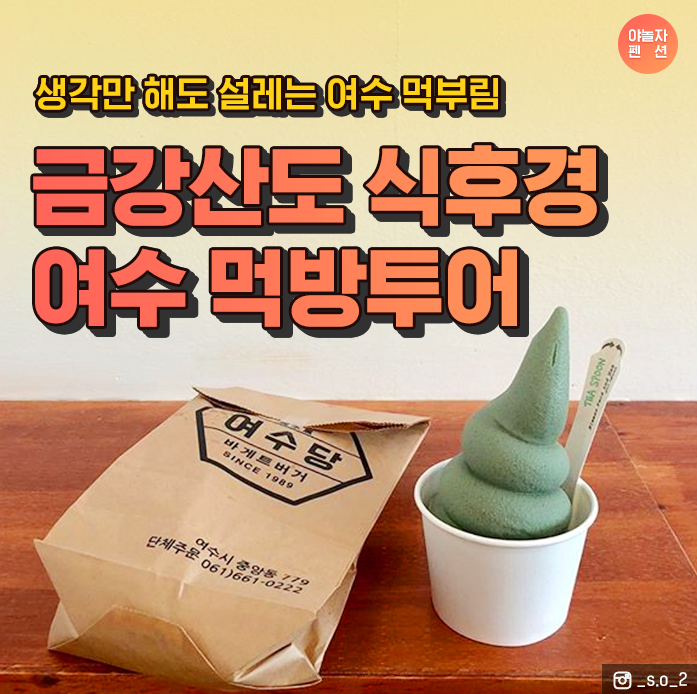 야놀자
펜 션
생각만 해도 설레는 여수 먹부림
금강산도 식후경
여수 먹방투어
여수당
바게트버거
SINCE 1989
여수시 중앙동 779
단체주문 061)661-0222
TILA SPOON
_s.o_2